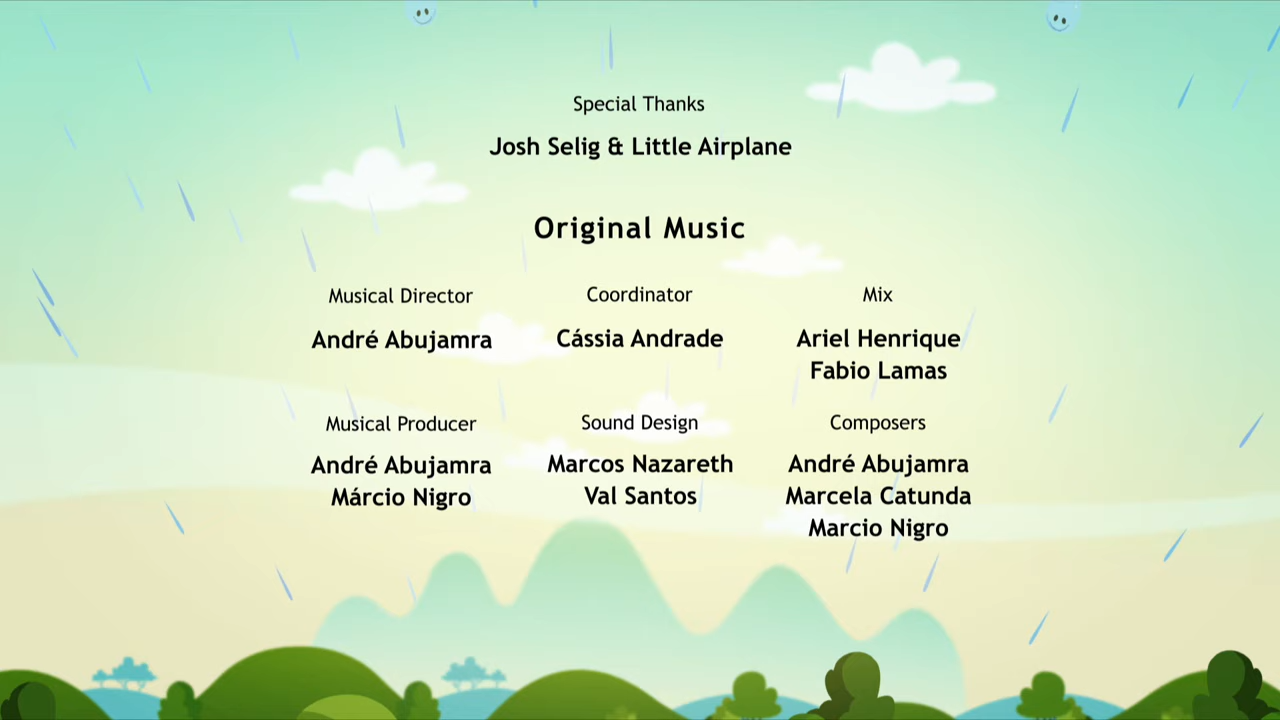 Special Thanks
Josh Selig & Little Airplane
Original Music
Musical Director
André Abujamra
Coordinator
Cássia Andrade
Mix
Ariel Henrique
Fabio Lamas
Musical Producer
André Abujamra
Márcio Nigro
Sound Design
Marcos Nazareth
Val Santos
Composers
André Abujamra
Marcela Catunda
Marcio Nigro